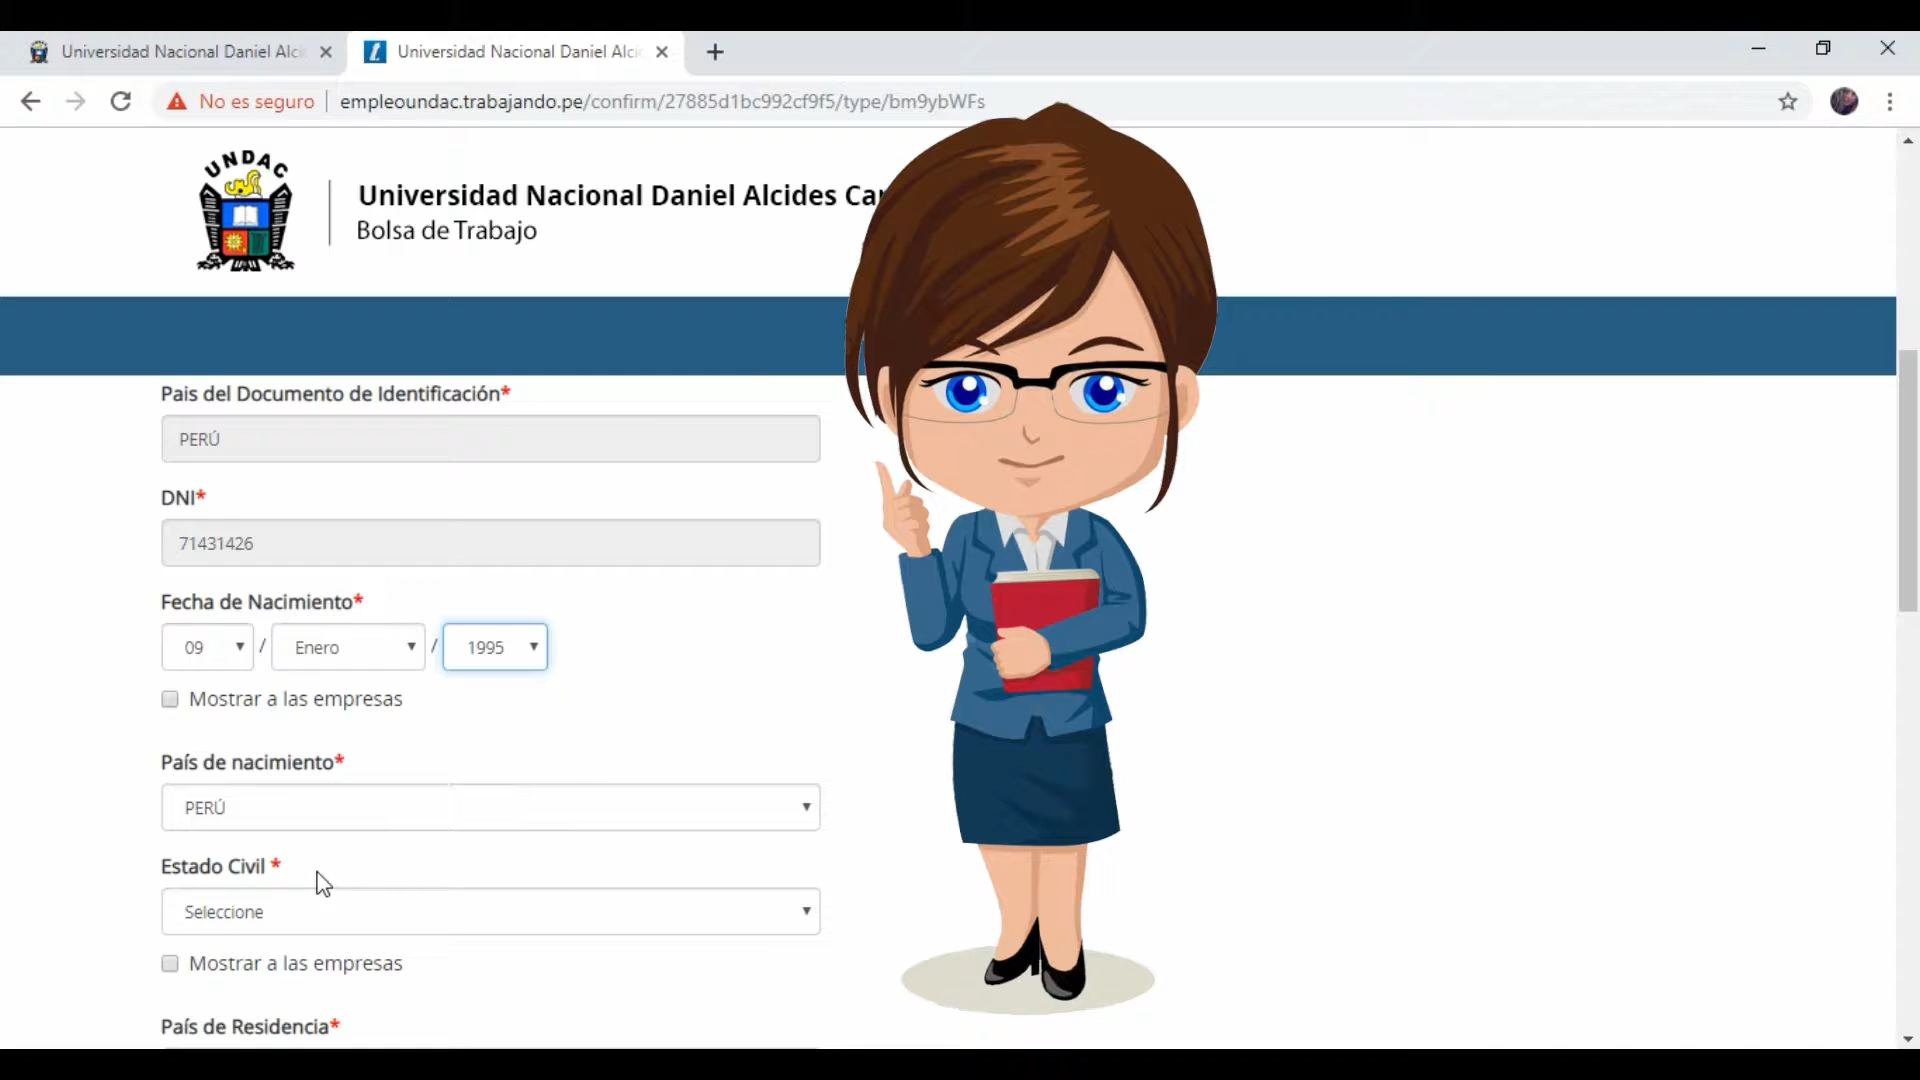 Universidad Nacional Daniel Alci
Universidad Nacional Daniel Alci
No es seguro
empleoundac.trabajando.pe/confirm/27885d1bc992cf9f5/type/bm9ybWFs
UNDAC
Universidad Nacional Daniel Alcides Ca
Bolsa de Trabajo
Pais del Documento de Identificación*
PERÚ
DNI*
71431426
Fecha de Nacimiento*
09 / Enero / 1995
Mostrar a las empresas
País de nacimiento*
PERÚ
Estado Civil *
Seleccione
Mostrar a las empresas
País de Residencia*